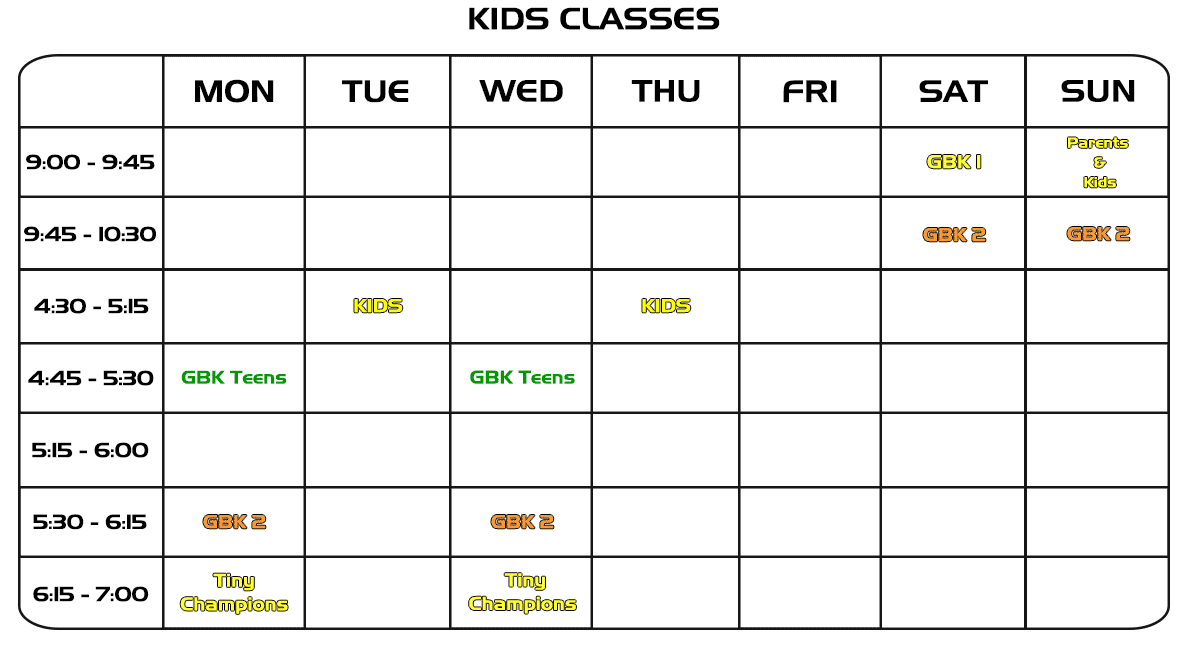 KIDS CLASSES
MON TUE WED THU FRI SAT SUN
9:00 - 9:45 GBK 1 Parents & Kids
9:45 - 10:30 GBK 2 GBK 2
4:30 - 5:15 KIDS KIDS
4:45 - 5:30 GBK Teens GBK Teens
5:15 - 6:00
5:30 - 6:15 GBK 2 GBK 2
6:15 - 7:00 Tiny Champions Tiny Champions